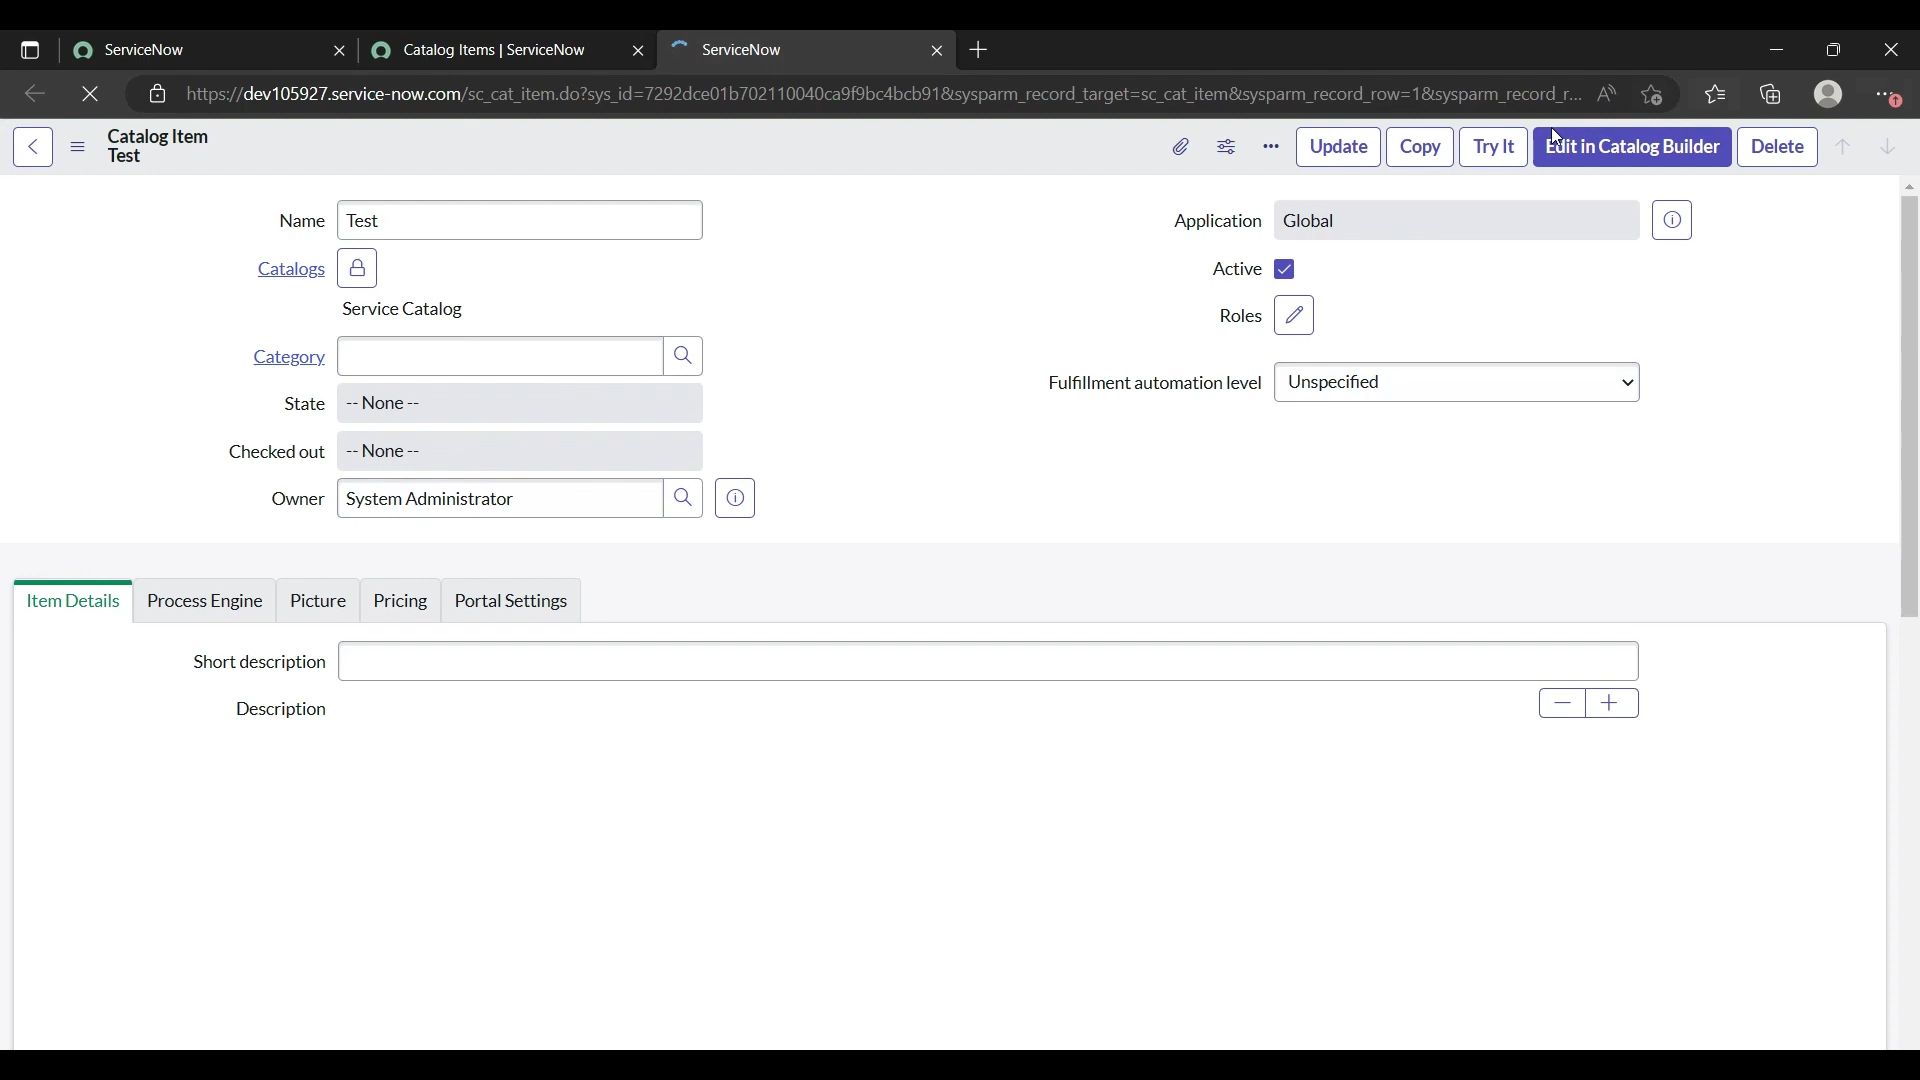 ServiceNow
Catalog Items | ServiceNow
ServiceNow
https://dev105927.service-now.com/sc_cat_item.do?sys_id=7292dce01b702110040ca9f9bc4bcb91&sysparm_record_target=sc_cat_item&sysparm_record_row=1&sysparm_record_r...
Catalog Item
Test
Update
Copy
Try It
Edit in Catalog Builder
Delete
Name
Test
Application
Global
Catalogs
Active
Service Catalog
Roles
Category
Fulfillment automation level
Unspecified
State
-- None --
Checked out
-- None --
Owner
System Administrator
Item Details
Process Engine
Picture
Pricing
Portal Settings
Short description
Description